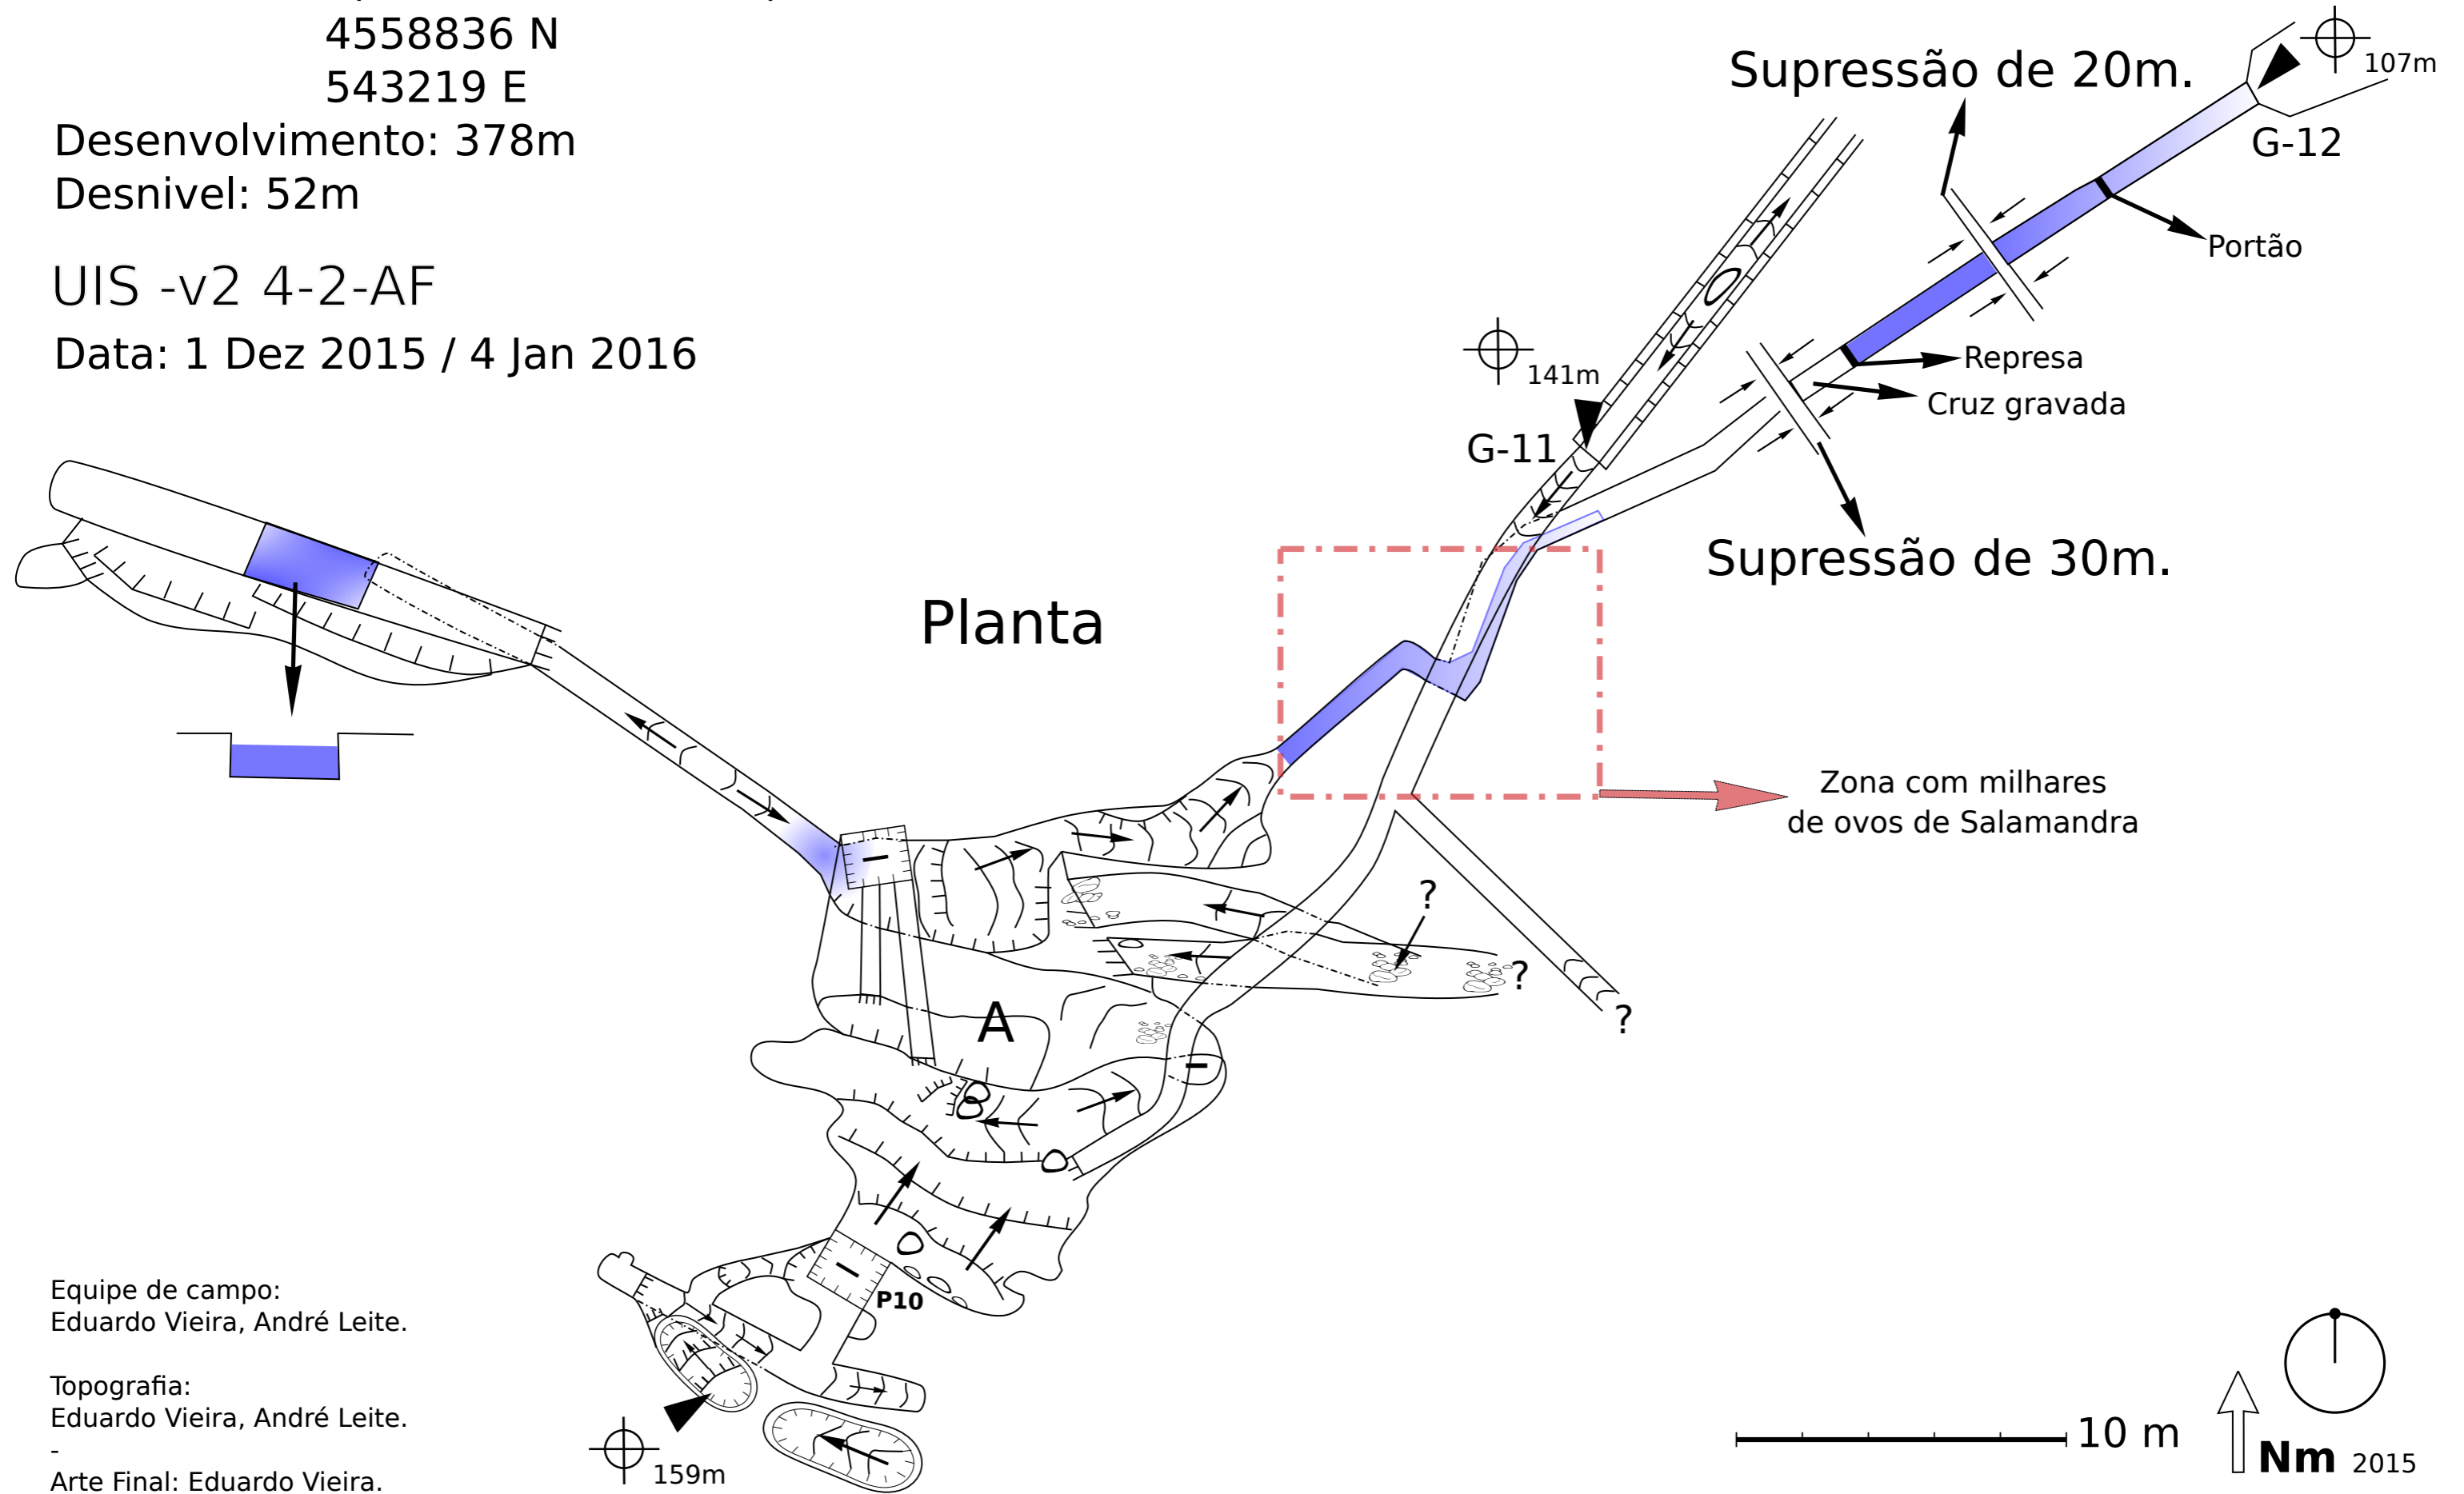 4558836 N
543219 E
Desenvolvimento: 378m
Desnivel: 52m
UIS -v2 4-2-AF
Data: 1 Dez 2015 / 4 Jan 2016
Supressão de 20m.
107m
G-12
Portão
Represa
Cruz gravada
141m
G-11
Supressão de 30m.
Planta
Zona com milhares
de ovos de Salamandra
?
?
?
A
P10
159m
Equipe de campo:
Eduardo Vieira, André Leite.
Topografia:
Eduardo Vieira, André Leite.
-
Arte Final: Eduardo Vieira.
10 m
Nm 2015